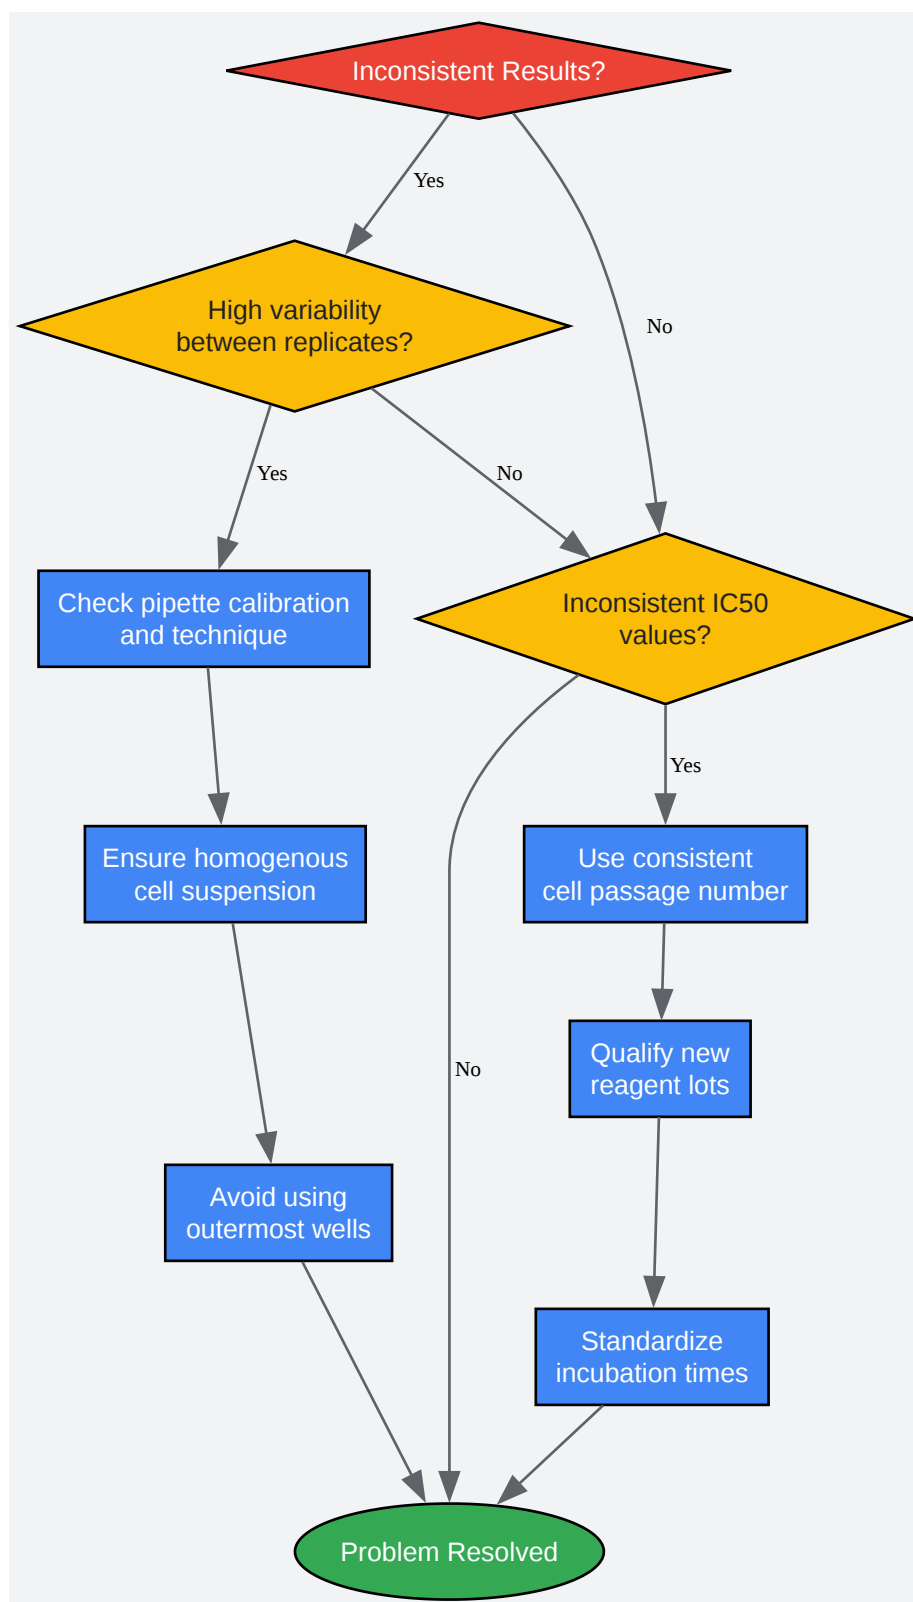 Inconsistent Results?
Yes
High variability
between replicates?
No
Yes
No
Check pipette calibration
and technique
Inconsistent IC50
values?
Yes
Ensure homogenous
cell suspension
Use consistent
cell passage number
Qualify new
reagent lots
No
Avoid using
outermost wells
Standardize
incubation times
Problem Resolved